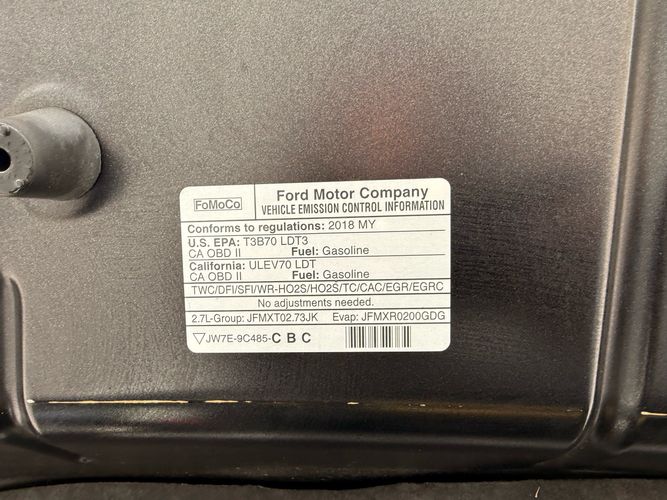 FoMoCo
Ford Motor Company
VEHICLE EMISSION CONTROL INFORMATION
Conforms to regulations: 2018 MY
U.S. EPA: T3B70 LDT3
CA OBD II Fuel: Gasoline
California: ULEV70 LDT
CA OBD II Fuel: Gasoline
TWC/DFI/SFI/WR-HO2S/HO2S/TC/CAC/EGR/EGRC
No adjustments needed.
2.7L-Group: JFMXT02.73JK Evap: JFMXR0200GDG
▽JW7E-9C485-C B C